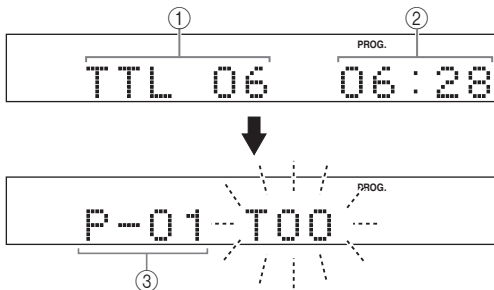 ① ②
PROG.
TTL 06 06:28
PROG.
P-01 T00
③